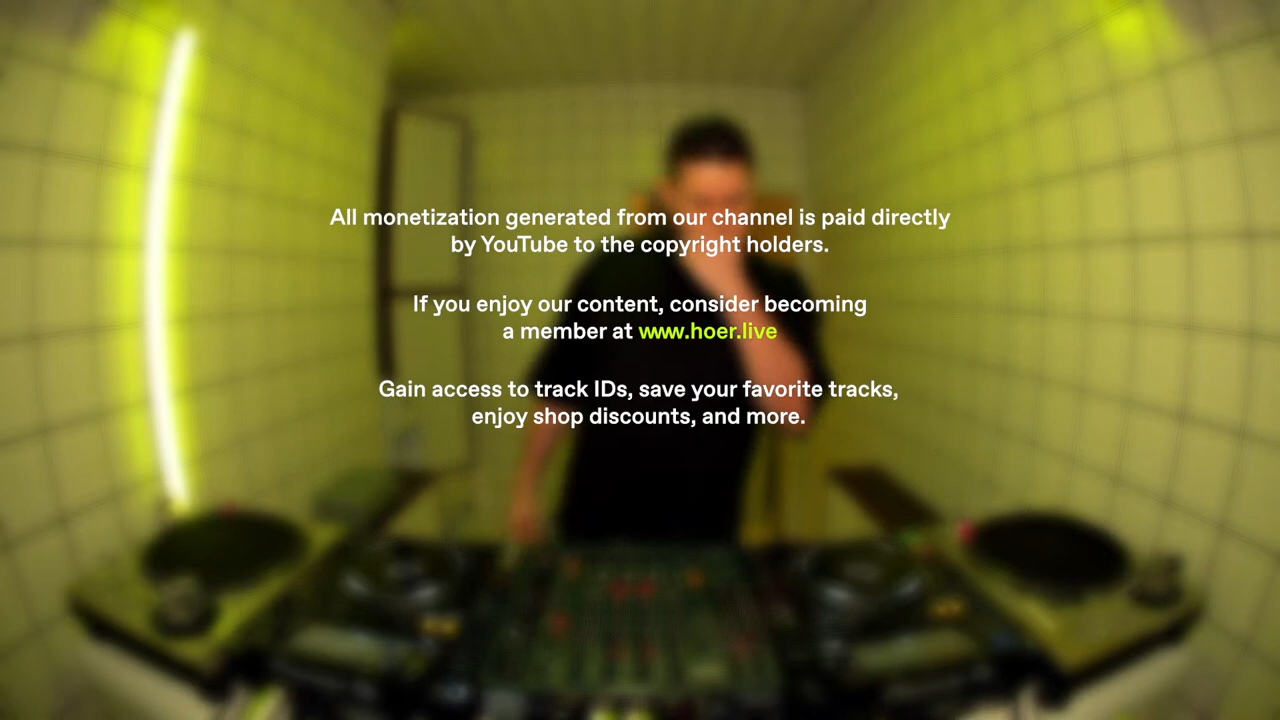 All monetization generated from our channel is paid directly
by YouTube to the copyright holders.
If you enjoy our content, consider becoming
a member at www.hoer.live
Gain access to track IDs, save your favorite tracks,
enjoy shop discounts, and more.